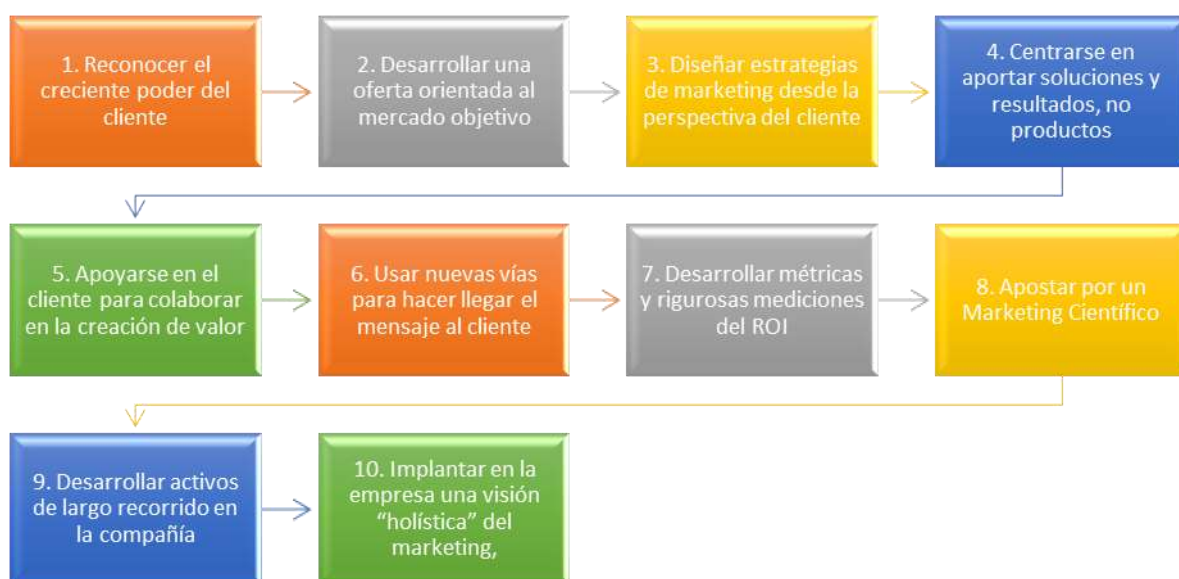 1. Reconocer el
creciente poder del
cliente
2. Desarrollar una
oferta orientada al
mercado objetivo
3. Diseñar estrategias
de marketing desde la
perspectiva del cliente
4. Centrarse en
aportar soluciones y
resultados, no
productos
5. Apoyarse en el
cliente para colaborar
en la creación de valor
6. Usar nuevas vías
para hacer llegar el
mensaje al cliente
7. Desarrollar métricas
y rigurosas mediciones
del ROI
8. Apostar por un
Marketing Científico
9. Desarrollar activos
de largo recorrido en
la compañía
10. Implantar en la
empresa una visión
“holística” del
marketing,